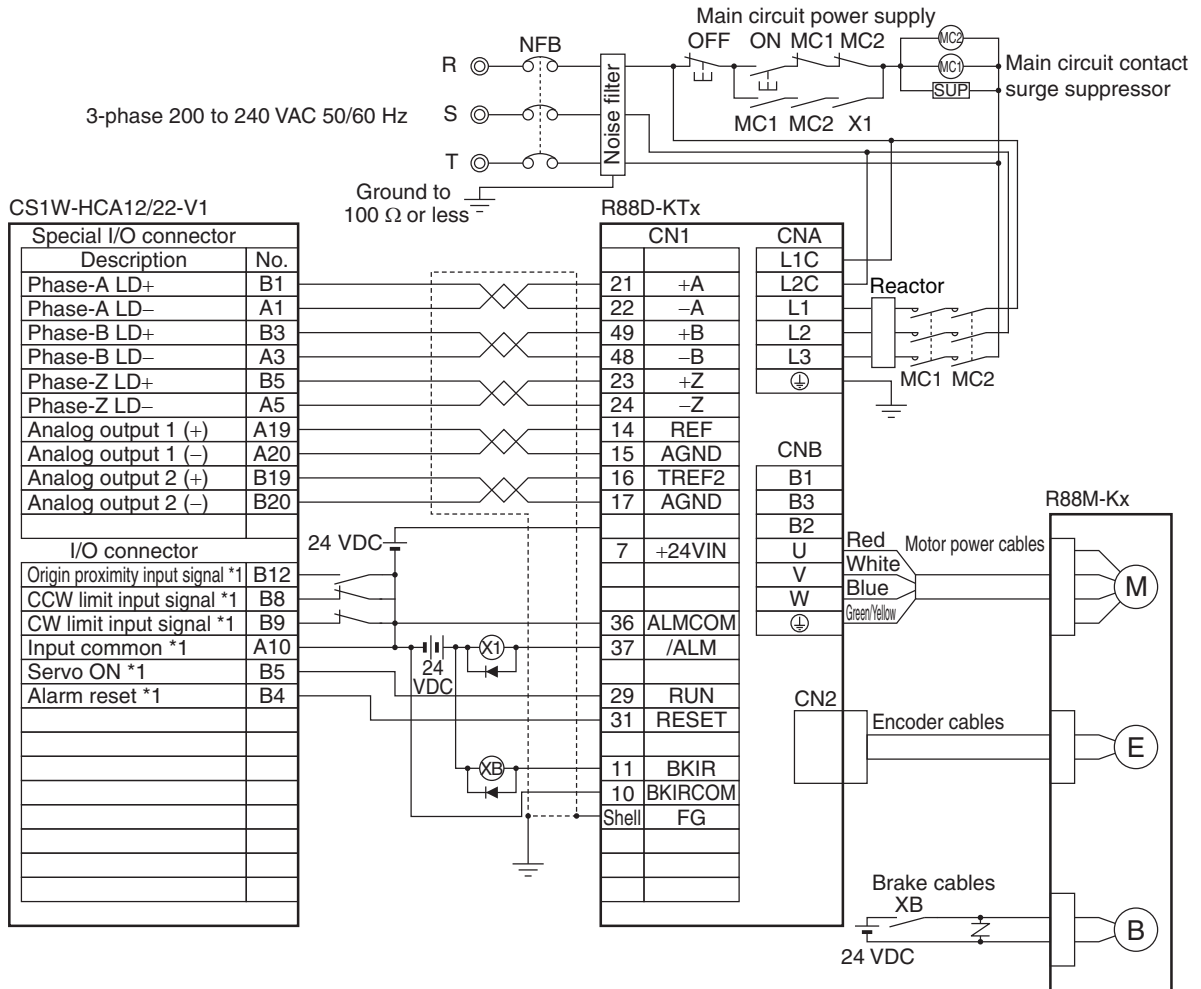 Main circuit power supply
OFF ON MC1 MC2
MC2
NFB
R
MC1
Main circuit contact
SUP
surge suppressor
3-phase 200 to 240 VAC 50/60 Hz
S
Noise filter
MC1 MC2 X1
T
Ground to
100 Ω or less
CS1W-HCA12/22-V1
R88D-KTx
Special I/O connector
CN1
CNA
Description No.
L1C
Phase-A LD+ B1
21 +A
L2C
Reactor
Phase-A LD− A1
22 −A
L1
Phase-B LD+ B3
49 +B
L2
Phase-B LD− A3
48 −B
L3
Phase-Z LD+ B5
23 +Z
MC1 MC2
Phase-Z LD− A5
24 −Z
Analog output 1 (+) A19
14 REF
Analog output 1 (−) A20
15 AGND
CNB
Analog output 2 (+) B19
16 TREF2
B1
Analog output 2 (−) B20
17 AGND
B3
R88M-Kx
B2
I/O connector
24 VDC
7 +24VIN
U
Red
Motor power cables
Origin proximity input signal *1 B12
V
White
M
CCW limit input signal *1 B8
W
Blue
CW limit input signal *1 B9
36 ALMCOM
Green/Yellow
Input common *1 A10
X1
37 /ALM
24
VDC
Servo ON *1 B5
29 RUN
CN2
Alarm reset *1 B4
31 RESET
Encoder cables
E
XB
11 BKIR
10 BKIRCOM
Shell FG
Brake cables
XB
B
24 VDC